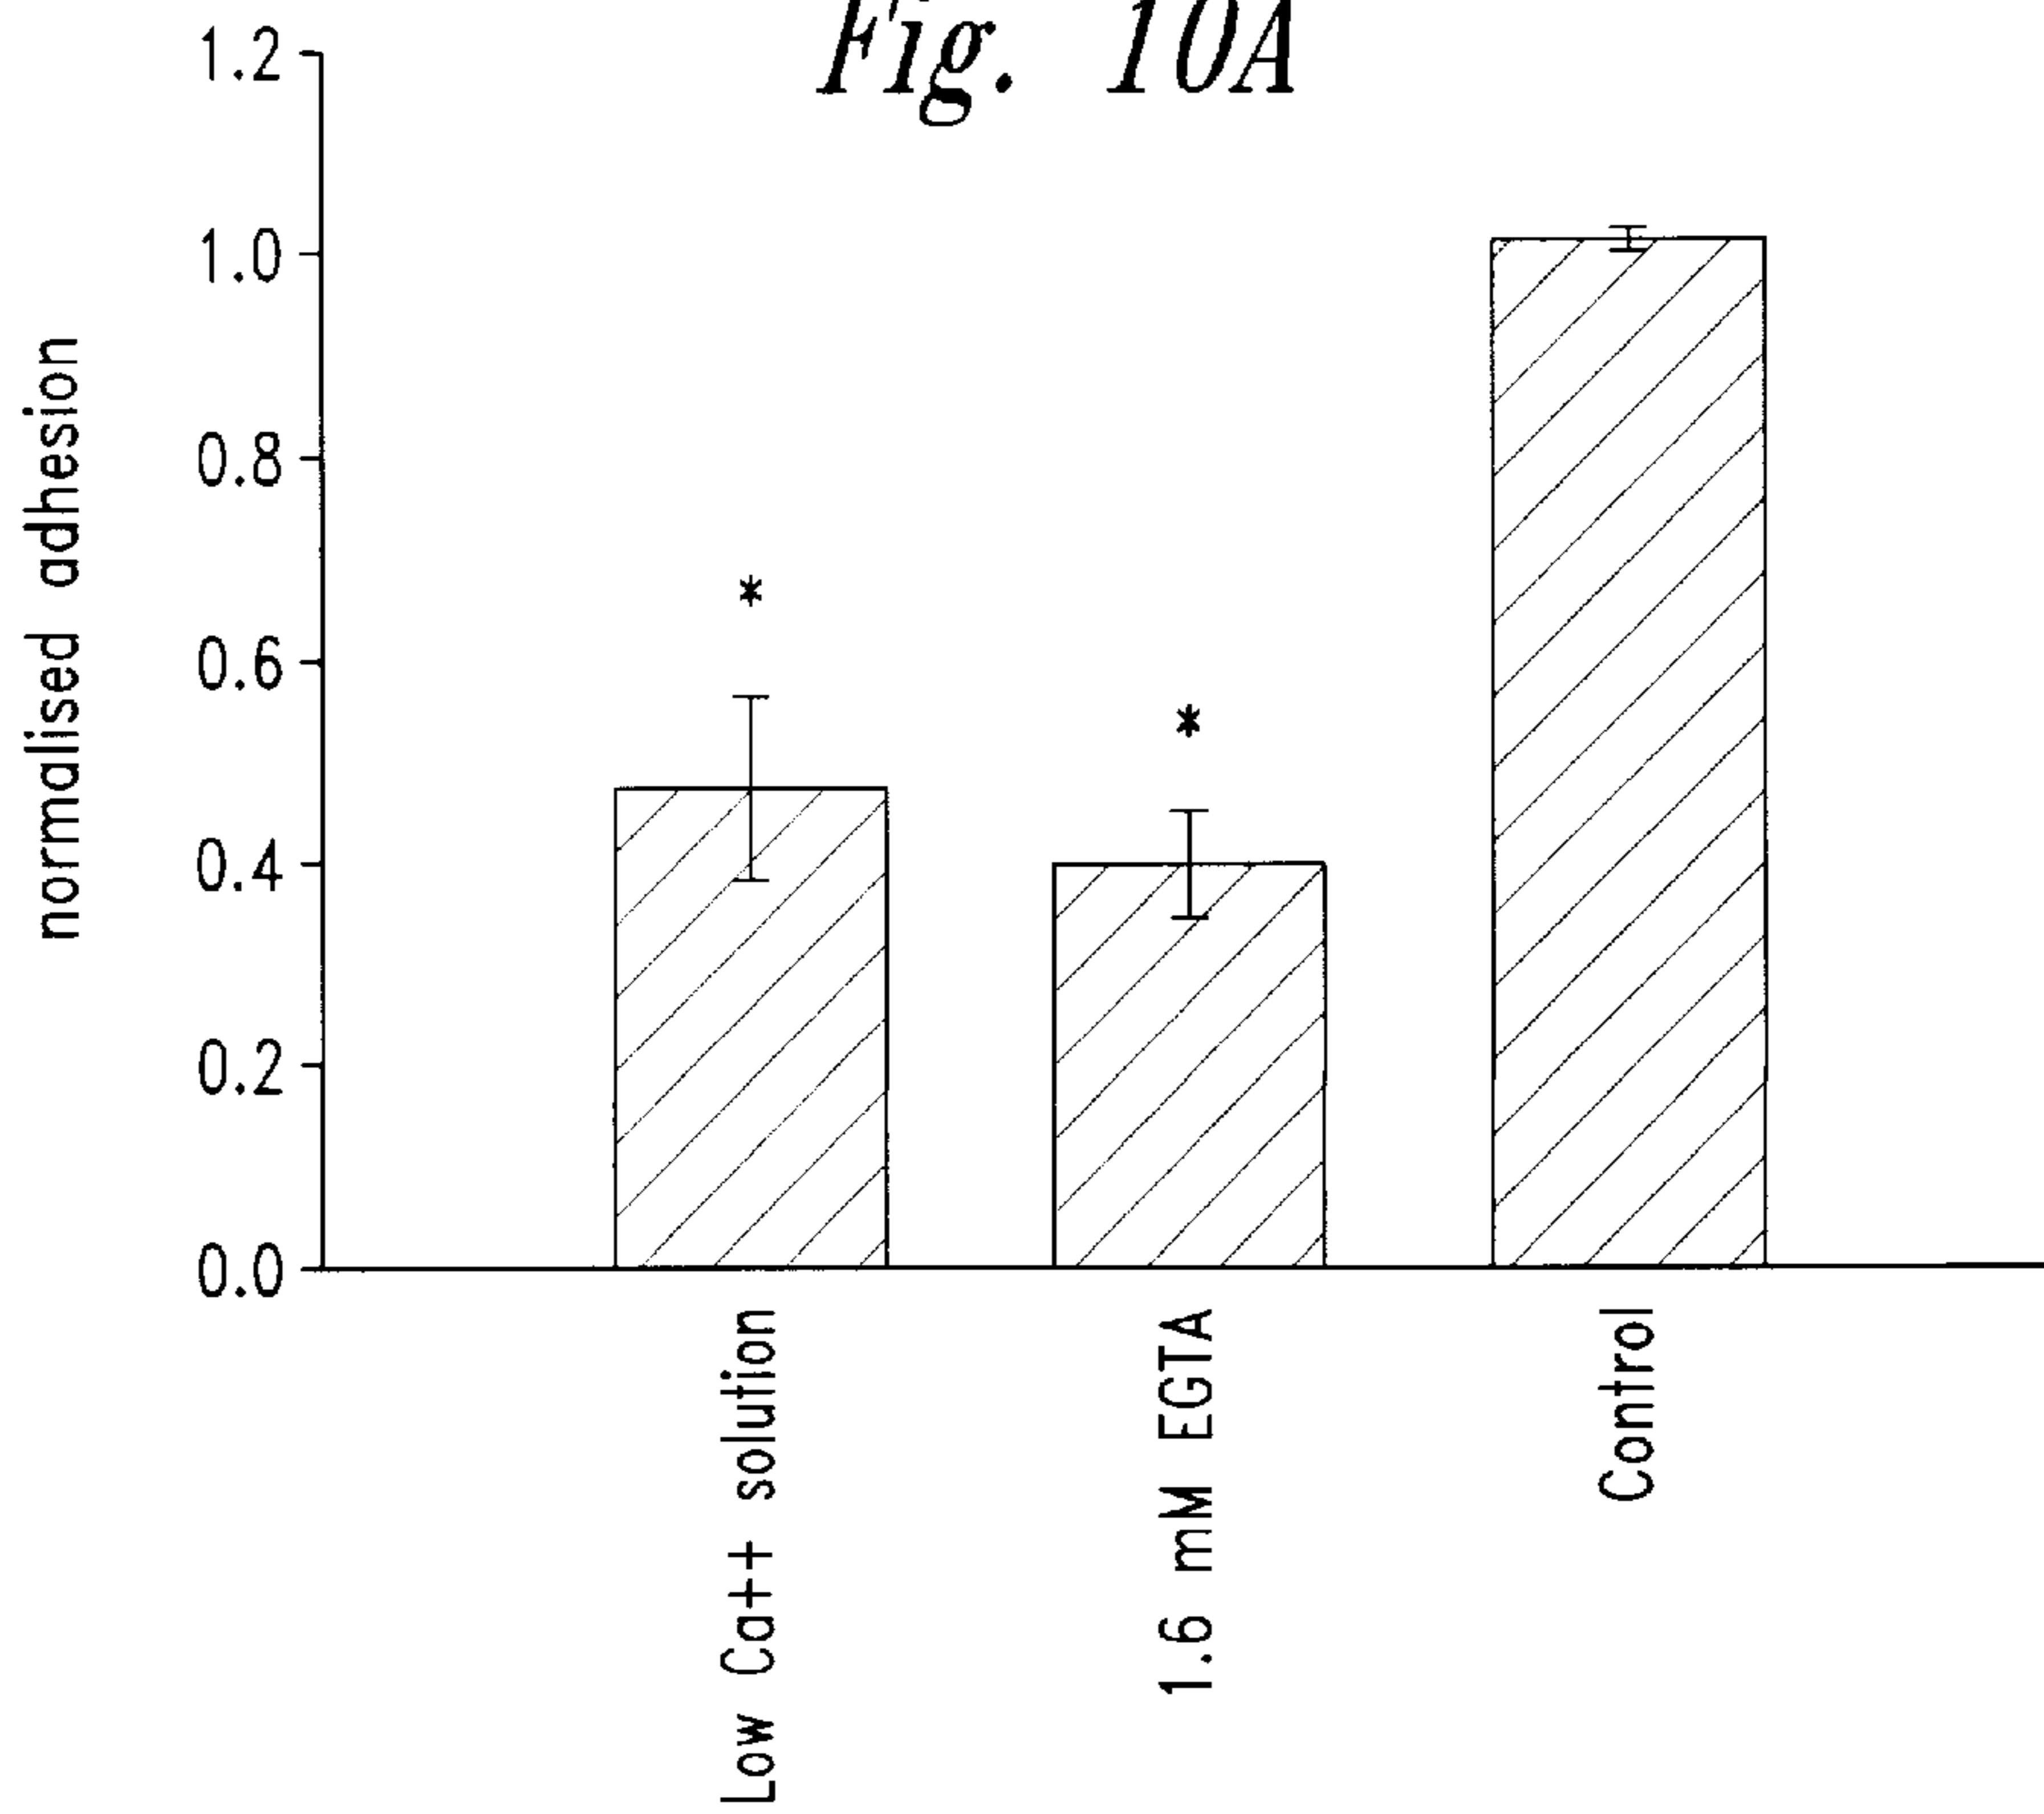 Fig. 10A
1.2
1.0
0.8
0.6
0.4
0.2
0.0
normalised adhesion
*
*
Low Ca++ solution
1.6 mM EGTA
Control